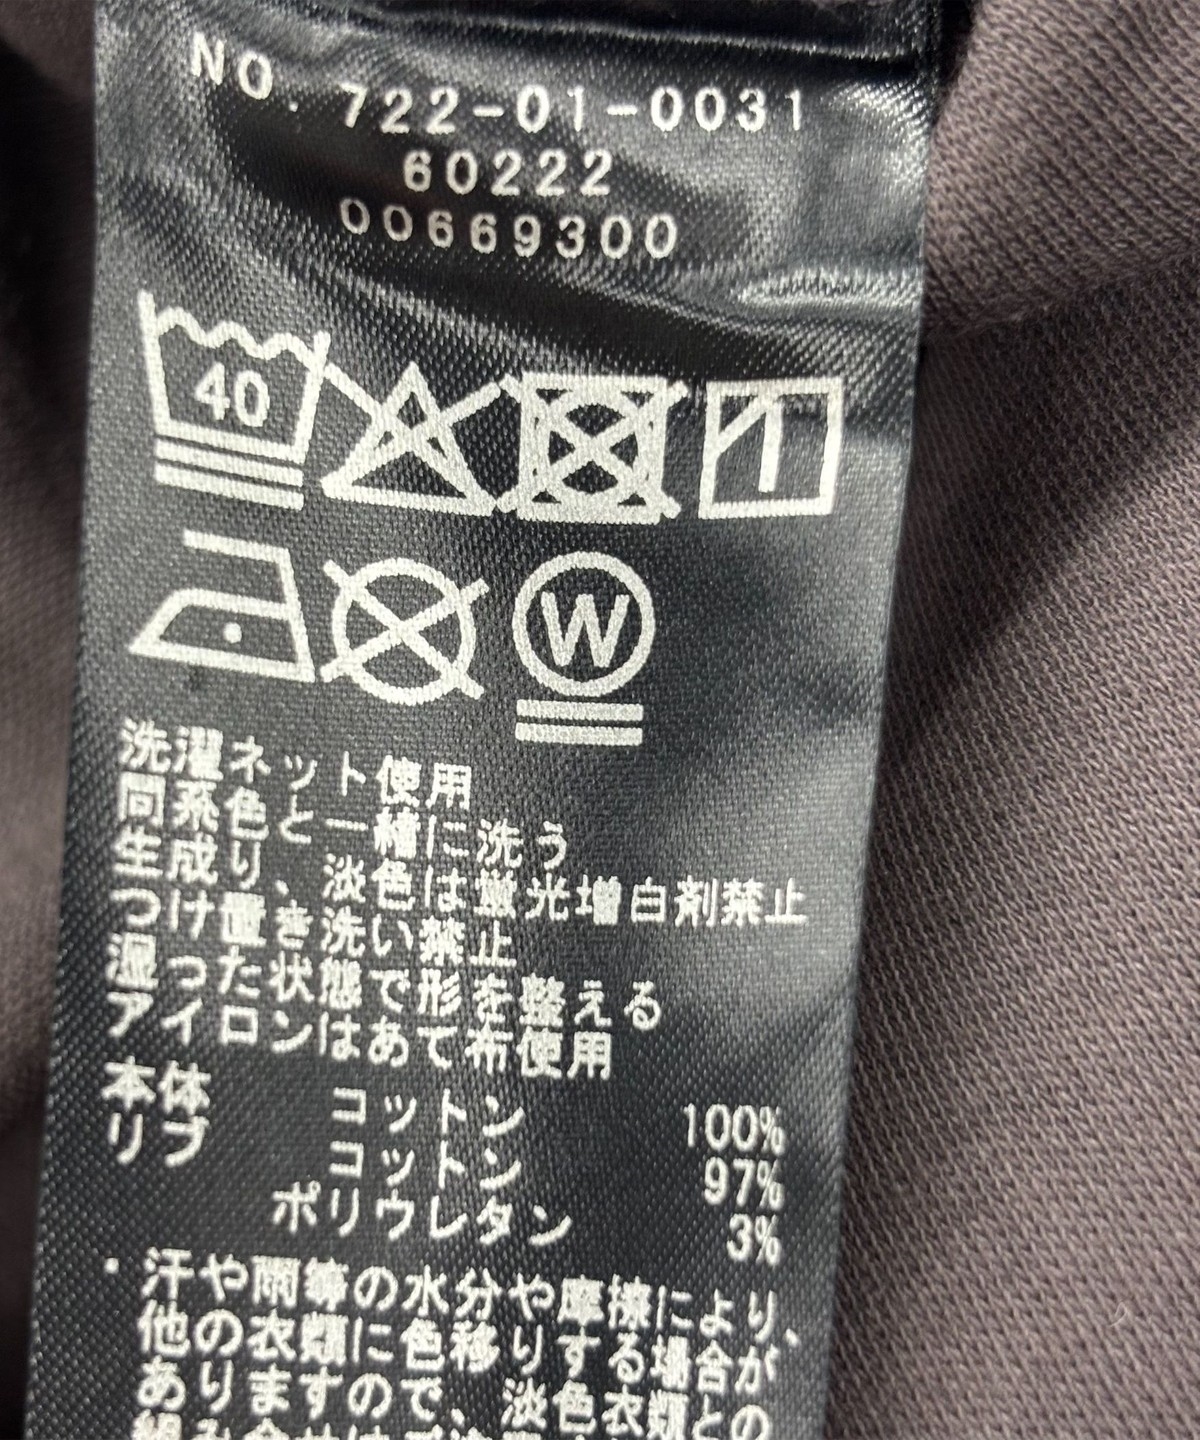 NO. 722-01-0031
60222
00669300
40
W
洗濯ネット使用
同系色と一緒に洗う
生成り、淡色は蛍光増白剤禁止
つけ置き洗い禁止
湿った状態で形を整える
アイロンはあて布使用
本体 コットン 100%
リブ コットン 97%
ポリウレタン 3%
・汗や雨等の水分や摩擦により、
他の衣類に色移りする場合が
ありますので、淡色衣類との
組み合せは